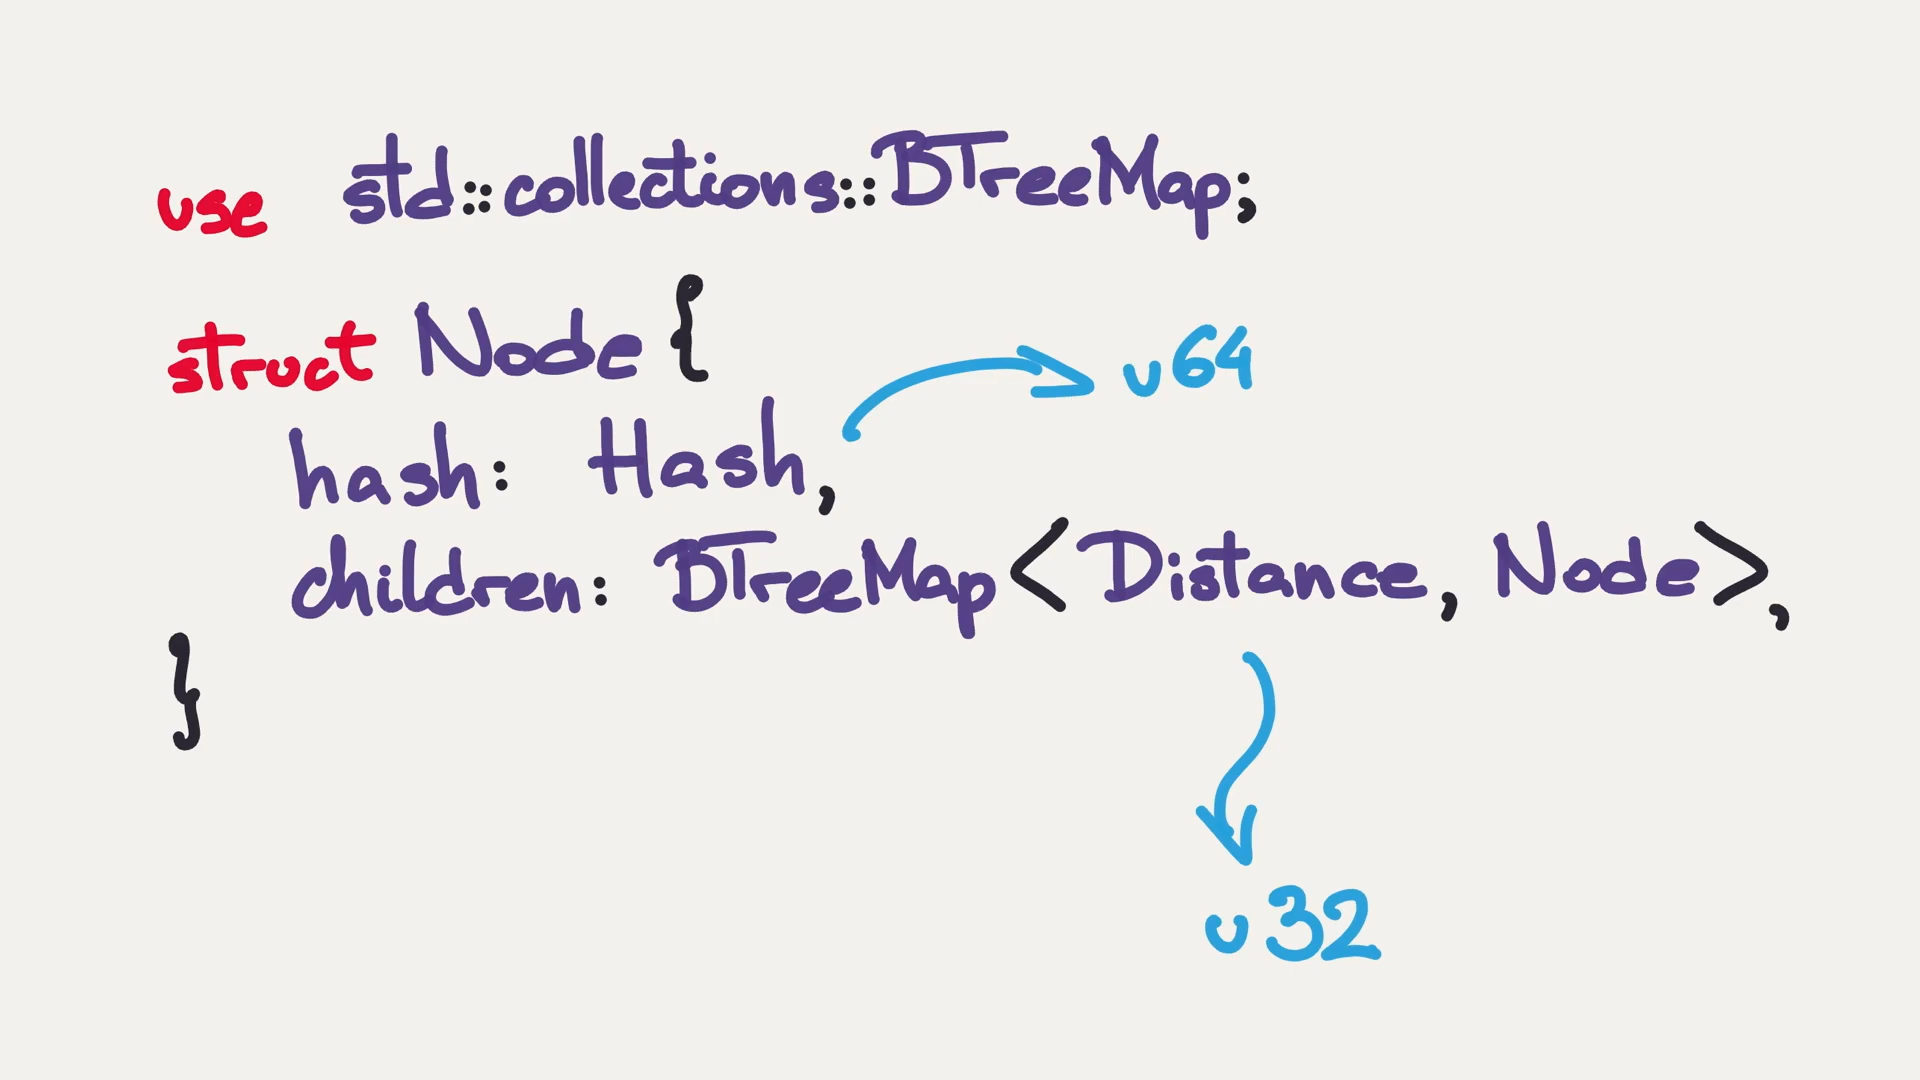 use std::collections::BTreeMap;
struct Node {
hash: Hash,
u64
children: BTreeMap<Distance, Node>,
}
u32